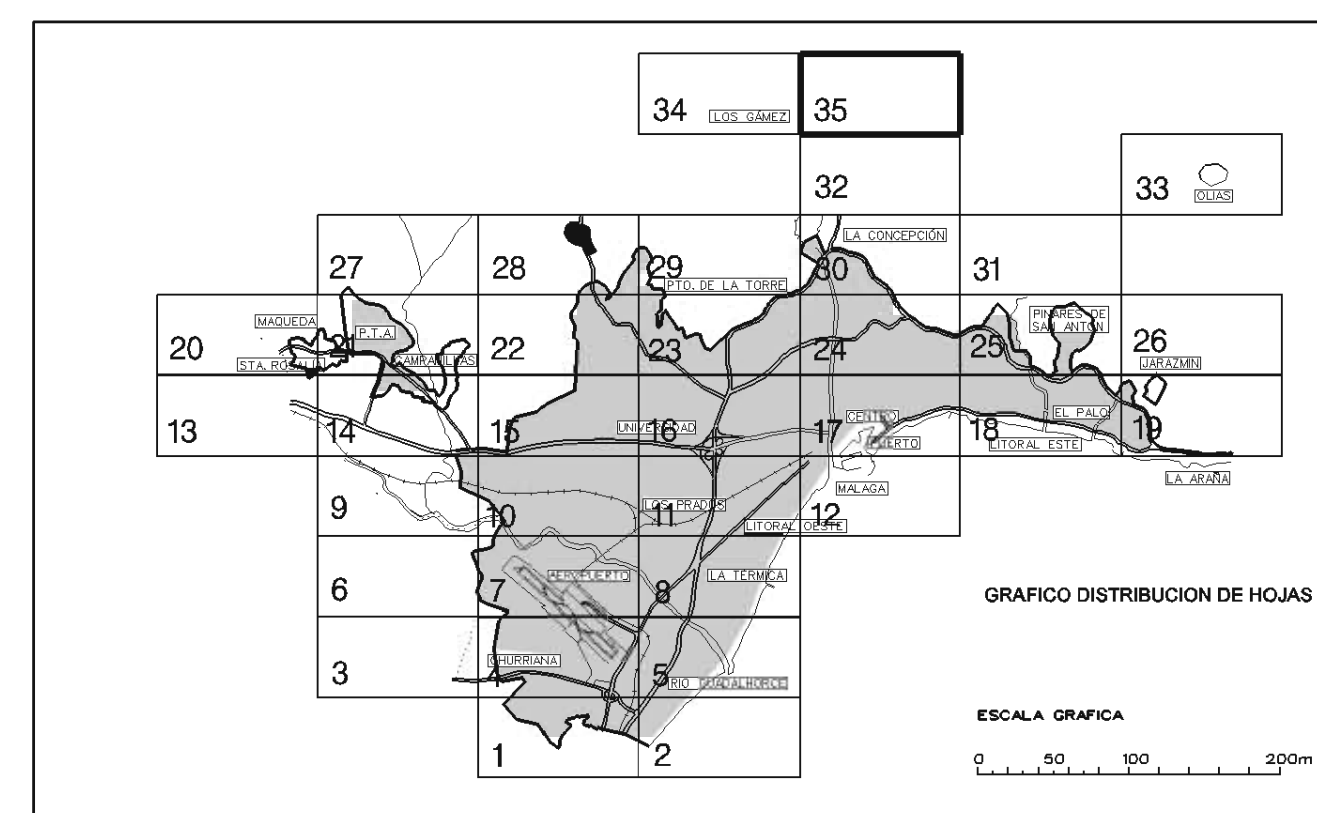 34 LOS GÁMEZ 35
32
33 OLIAS
LA CONCEPCIÓN
27 28 29 30 31
PTO. DE LA TORRE
MAQUEDA
P.T.A.
PINARES DE
SAN ANTÓN
20 STA. ROSALIA CAMPANILLAS 22 23 24 25 26
JARAZMIN
CENTRO EL PALO
13 14 15 UNIVERSIDAD 16 17 PUERTO 18 LITORAL ESTE 19
LA ARAÑA
MALAGA
9 10 LOS PRADOS 11 LITORAL OESTE 12
AEROPUERTO LA TÉRMICA
6 7 8
GRAFICO DISTRIBUCION DE HOJAS
CHURRIANA
3 5 RIO GUADALHORCE
ESCALA GRAFICA
1 2
0 50 100 200m